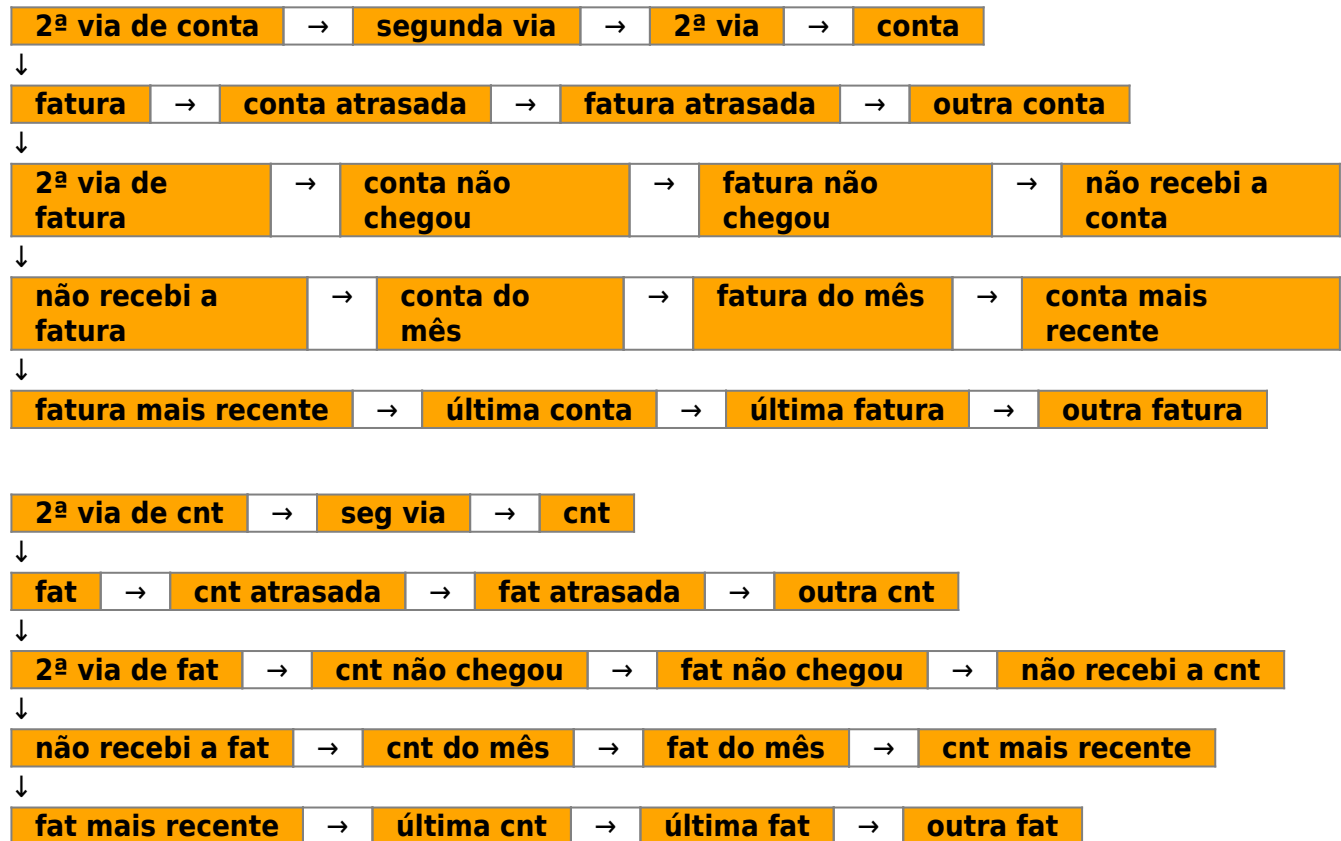 2ª via de conta → segunda via → 2ª via → conta
↓
fatura → conta atrasada → fatura atrasada → outra conta
↓
2ª via de → conta não → fatura não → não recebi a
fatura chegou chegou conta
↓
não recebi a → conta do → fatura do mês → conta mais
fatura mês recente
↓
fatura mais recente → última conta → última fatura → outra fatura
2ª via de cnt → seg via → cnt
↓
fat → cnt atrasada → fat atrasada → outra cnt
↓
2ª via de fat → cnt não chegou → fat não chegou → não recebi a cnt
↓
não recebi a fat → cnt do mês → fat do mês → cnt mais recente
↓
fat mais recente → última cnt → última fat → outra fat